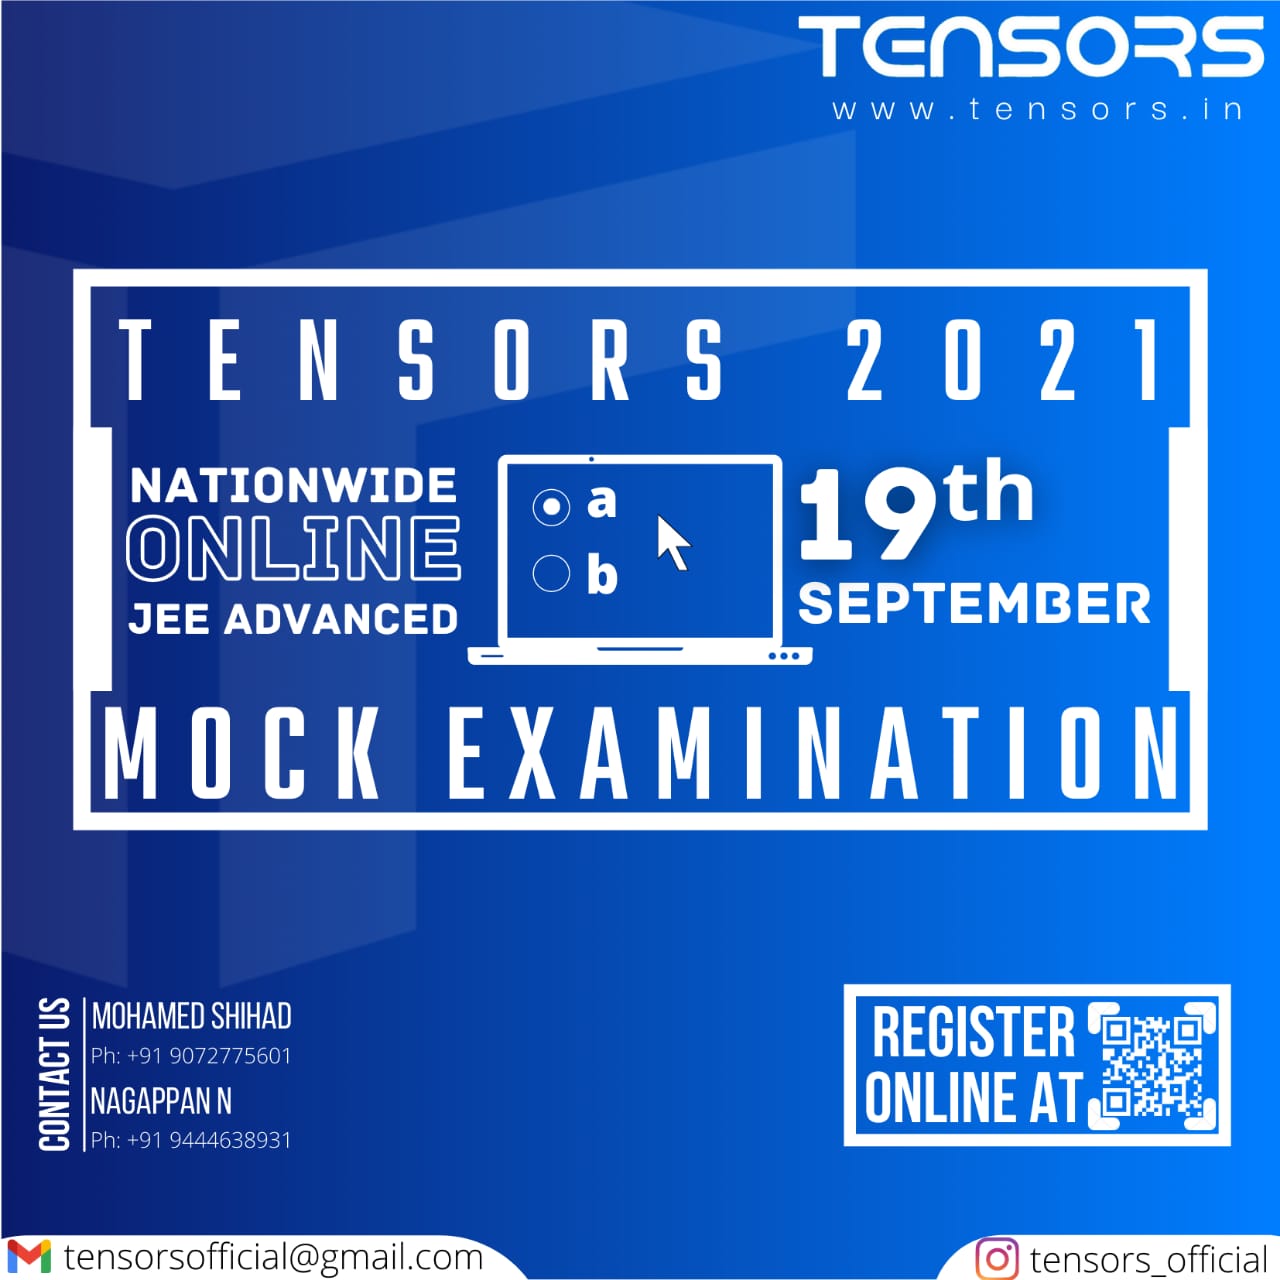 TENSORS
www.tensors.in
TENSORS 2021
NATIONWIDE
ONLINE
JEE ADVANCED
a
b
19th
SEPTEMBER
MOCK EXAMINATION
CONTACT US
MOHAMED SHIHAD
Ph: +91 9072775601
NAGAPPAN N
Ph: +91 9444638931
REGISTER
ONLINE AT
tensorsofficial@gmail.com
tensors_official